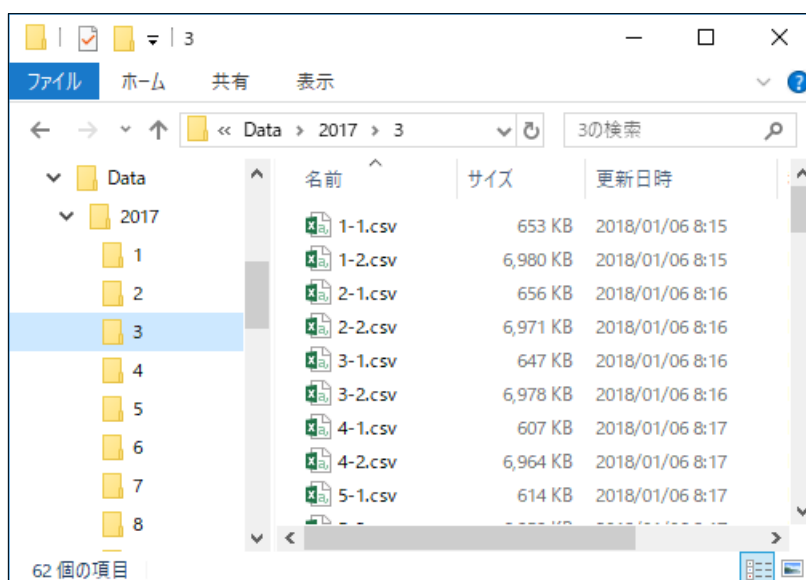 3
ファイル ホーム 共有 表示 ?
« Data › 2017 › 3 3の検索
Data
2017
1
2
3
4
5
6
7
8
名前 サイズ 更新日時
1-1.csv 653 KB 2018/01/06 8:15
1-2.csv 6,980 KB 2018/01/06 8:15
2-1.csv 656 KB 2018/01/06 8:16
2-2.csv 6,971 KB 2018/01/06 8:16
3-1.csv 647 KB 2018/01/06 8:16
3-2.csv 6,978 KB 2018/01/06 8:16
4-1.csv 607 KB 2018/01/06 8:17
4-2.csv 6,964 KB 2018/01/06 8:17
5-1.csv 614 KB 2018/01/06 8:17
62 個の項目